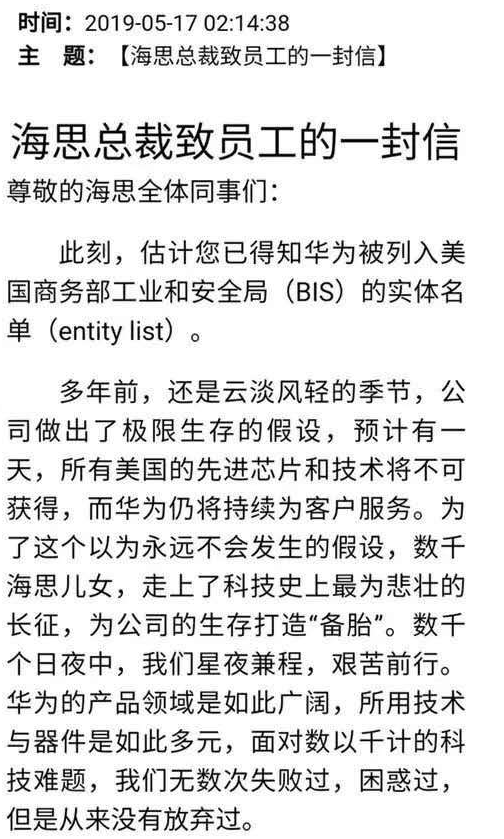 时间：2019-05-17 02:14:38
主　题：【海思总裁致员工的一封信】
海思总裁致员工的一封信
尊敬的海思全体同事们：
此刻，估计您已得知华为被列入美
国商务部工业和安全局（BIS）的实体名
单（entity list）。
多年前，还是云淡风轻的季节，公
司做出了极限生存的假设，预计有一
天，所有美国的先进芯片和技术将不可
获得，而华为仍将持续为客户服务。为
了这个以为永远不会发生的假设，数千
海思儿女，走上了科技史上最为悲壮的
长征，为公司的生存打造“备胎”。数千
个日夜中，我们星夜兼程，艰苦前行。
华为的产品领域是如此广阔，所用技术
与器件是如此多元，面对数以千计的科
技难题，我们无数次失败过，困惑过，
但是从来没有放弃过。